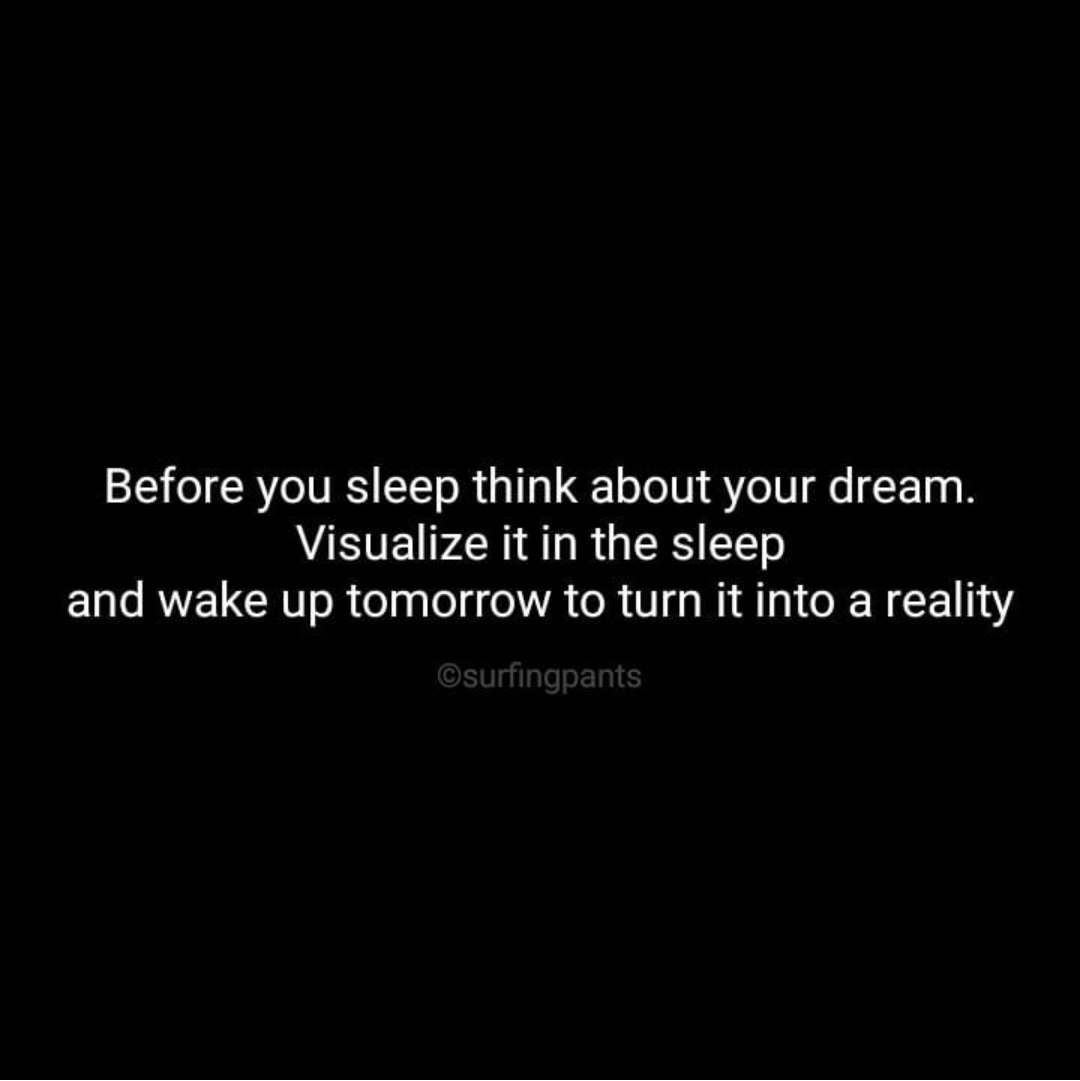 Before you sleep think about your dream.
Visualize it in the sleep
and wake up tomorrow to turn it into a reality
©surfingpants